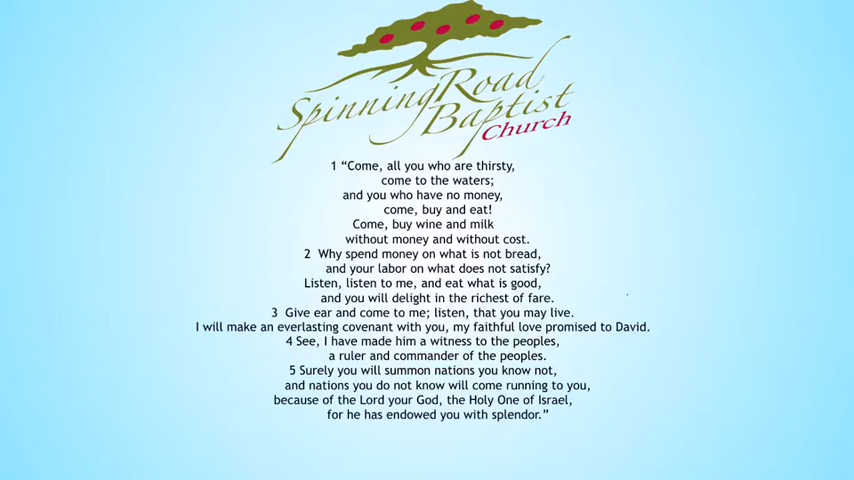 Spinning Road
Baptist
Church
1 “Come, all you who are thirsty,
come to the waters;
and you who have no money,
come, buy and eat!
Come, buy wine and milk
without money and without cost.
2 Why spend money on what is not bread,
and your labor on what does not satisfy?
Listen, listen to me, and eat what is good,
and you will delight in the richest of fare.
3 Give ear and come to me; listen, that you may live.
I will make an everlasting covenant with you, my faithful love promised to David.
4 See, I have made him a witness to the peoples,
a ruler and commander of the peoples.
5 Surely you will summon nations you know not,
and nations you do not know will come running to you,
because of the Lord your God, the Holy One of Israel,
for he has endowed you with splendor.”